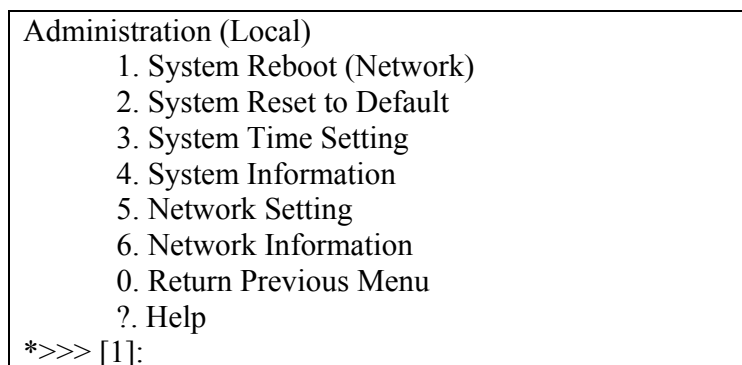 Administration (Local)
1. System Reboot (Network)
2. System Reset to Default
3. System Time Setting
4. System Information
5. Network Setting
6. Network Information
0. Return Previous Menu
?. Help
*>>> [1]: